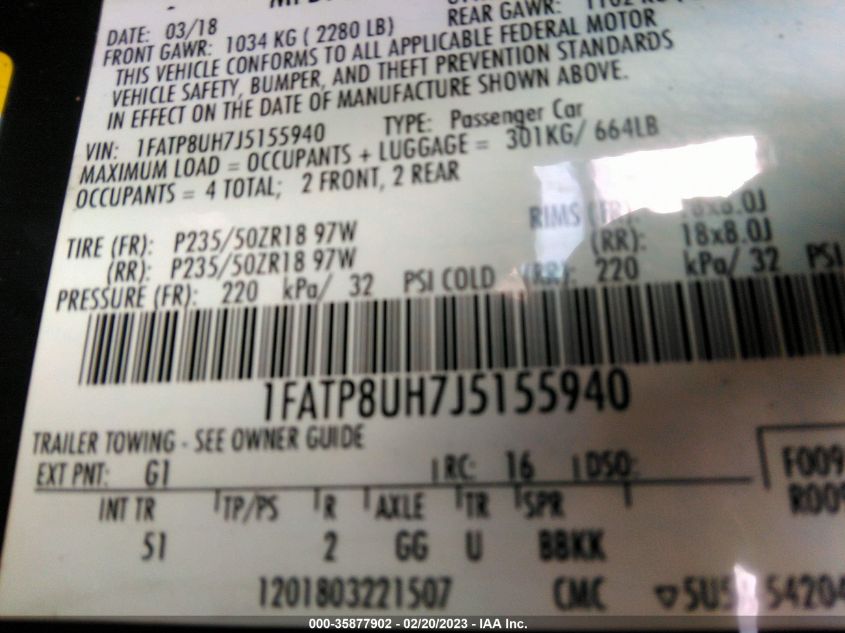 DATE: 03/18
FRONT GAWR: 1034 KG ( 2280 LB) REAR GAWR:
THIS VEHICLE CONFORMS TO ALL APPLICABLE FEDERAL MOTOR
VEHICLE SAFETY, BUMPER, AND THEFT PREVENTION STANDARDS
IN EFFECT ON THE DATE OF MANUFACTURE SHOWN ABOVE.
VIN: 1FATP8UH7J5155940 TYPE: Passenger Car
MAXIMUM LOAD = OCCUPANTS + LUGGAGE = 301KG/ 664LB
OCCUPANTS = 4 TOTAL; 2 FRONT, 2 REAR
TIRE (FR): P235/50ZR18 97W RIMS
(RR): P235/50ZR18 97W (RR): 18x8.0J
PRESSURE (FR): 220 kPa/ 32 PSI COLD (RR): 220 kPa/ 32 PSI
1FATP8UH7J5155940
TRAILER TOWING - SEE OWNER GUIDE
EXT PNT: G1 RC: 16 DSO: F009
INT TR TP/PS R AXLE TR SPR R009
51 2 GG U BBKK
1201803221507 CMC
000-35877902 - 02/20/2023 - IAA Inc.